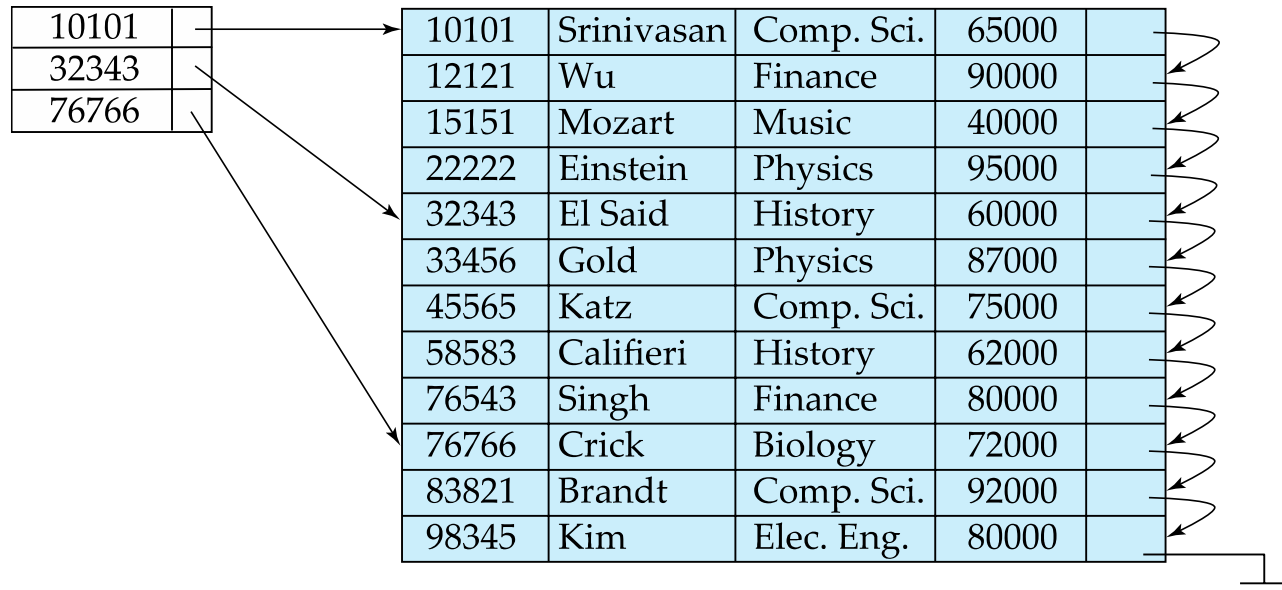 10101
32343
76766
10101 Srinivasan Comp. Sci. 65000
12121 Wu Finance 90000
15151 Mozart Music 40000
22222 Einstein Physics 95000
32343 El Said History 60000
33456 Gold Physics 87000
45565 Katz Comp. Sci. 75000
58583 Califieri History 62000
76543 Singh Finance 80000
76766 Crick Biology 72000
83821 Brandt Comp. Sci. 92000
98345 Kim Elec. Eng. 80000